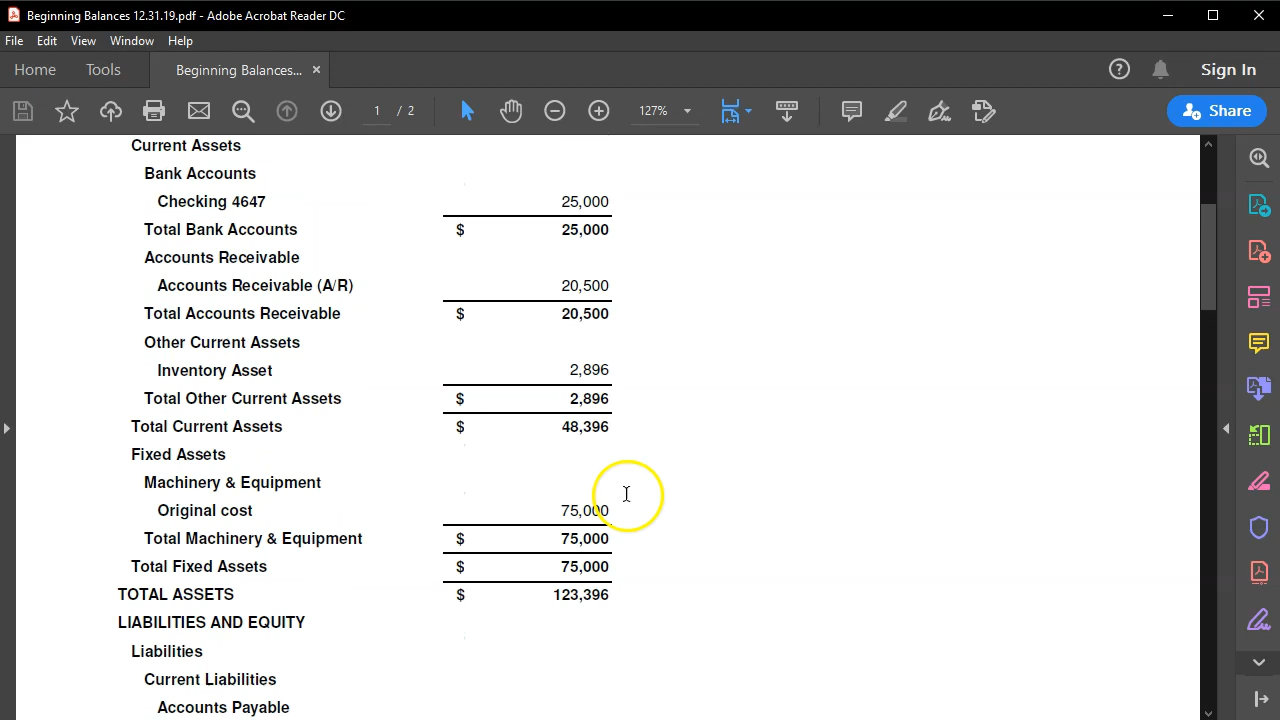 Beginning Balances 12.31.19.pdf - Adobe Acrobat Reader DC
File Edit View Window Help
Home Tools Beginning Balances... × Sign In
1 / 2 127% Share
Current Assets
Bank Accounts
Checking 4647 25,000
Total Bank Accounts $ 25,000
Accounts Receivable
Accounts Receivable (A/R) 20,500
Total Accounts Receivable $ 20,500
Other Current Assets
Inventory Asset 2,896
Total Other Current Assets $ 2,896
Total Current Assets $ 48,396
Fixed Assets
Machinery & Equipment
Original cost 75,000
Total Machinery & Equipment $ 75,000
Total Fixed Assets $ 75,000
TOTAL ASSETS $ 123,396
LIABILITIES AND EQUITY
Liabilities
Current Liabilities
Accounts Payable